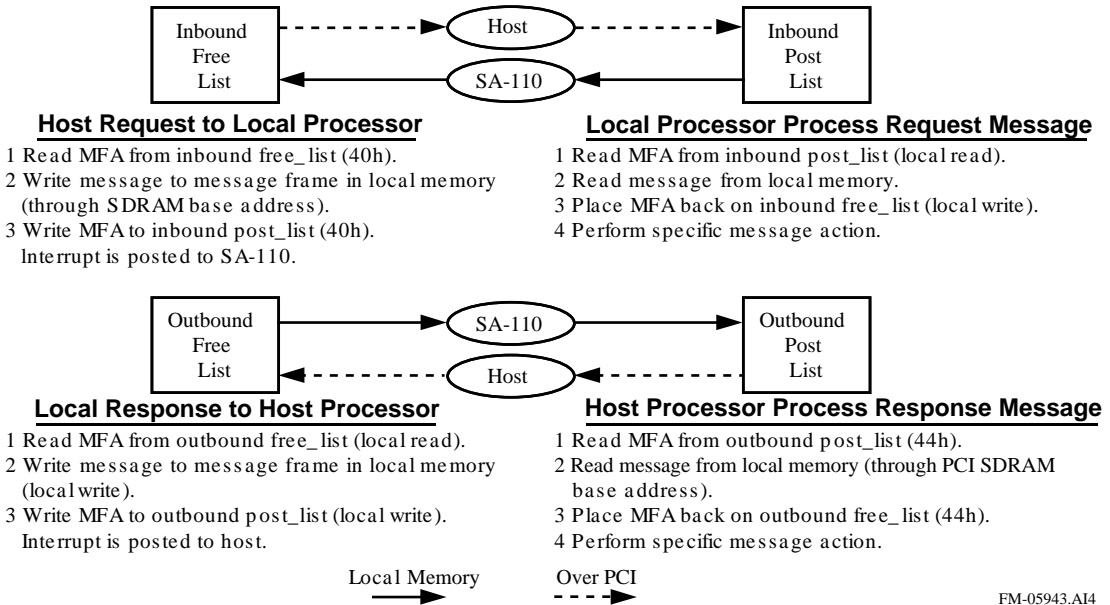 Inbound
Free
List
Host
SA-110
Inbound
Post
List
Host Request to Local Processor
1 Read MFA from inbound free_list (40h).
2 Write message to message frame in local memory
(through SDRAM base address).
3 Write MFA to inbound post_list (40h).
Interrupt is posted to SA-110.
Local Processor Process Request Message
1 Read MFA from inbound post_list (local read).
2 Read message from local memory.
3 Place MFA back on inbound free_list (local write).
4 Perform specific message action.
Outbound
Free
List
SA-110
Host
Outbound
Post
List
Local Response to Host Processor
1 Read MFA from outbound free_list (local read).
2 Write message to message frame in local memory
(local write).
3 Write MFA to outbound post_list (local write).
Interrupt is posted to host.
Host Processor Process Response Message
1 Read MFA from outbound post_list (44h).
2 Read message from local memory (through PCI SDRAM
base address).
3 Place MFA back on outbound free_list (44h).
4 Perform specific message action.
Local Memory
Over PCI
FM-05943.AI4